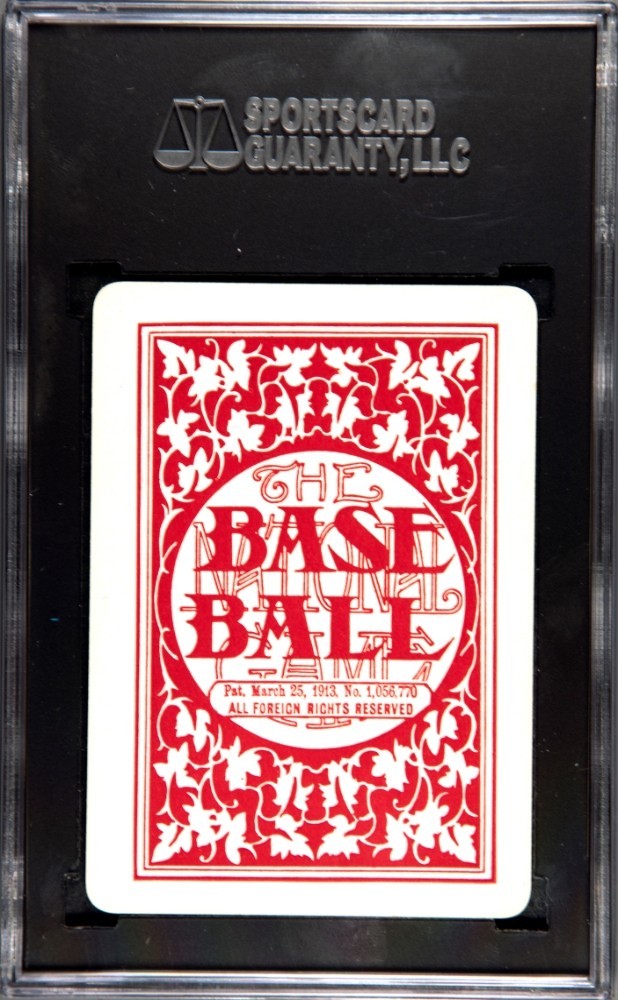 SPORTSCARD
GUARANTY, LLC
THE
BASE
NATIONAL
BALL
GAME
Pat. March 25, 1913, No. 1,056,770
ALL FOREIGN RIGHTS RESERVED